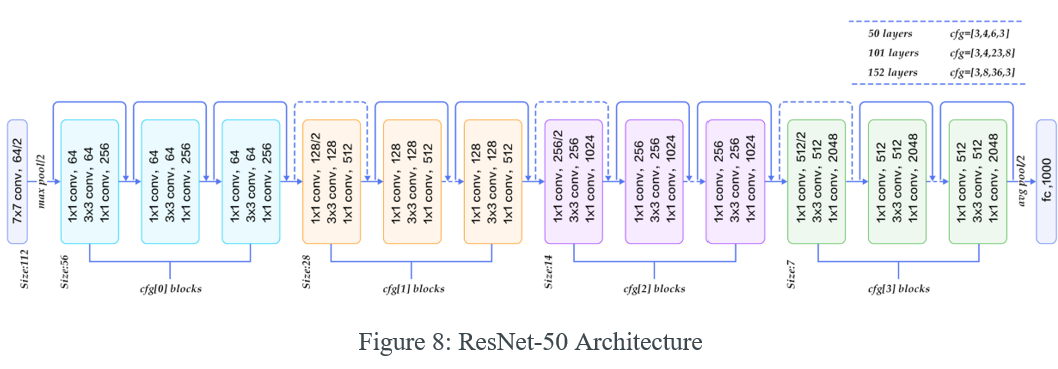 50 layers cfg=[3,4,6,3]
101 layers cfg=[3,4,23,8]
152 layers cfg=[3,8,36,3]
7x7 conv, 64/2
max pool/2
1x1 conv, 64
3x3 conv, 64
1x1 conv, 256
1x1 conv, 64
3x3 conv, 64
1x1 conv, 256
1x1 conv, 64
3x3 conv, 64
1x1 conv, 256
1x1 conv, 128/2
3x3 conv, 128
1x1 conv, 512
1x1 conv, 128
3x3 conv, 128
1x1 conv, 512
1x1 conv, 128
3x3 conv, 128
1x1 conv, 512
1x1 conv, 256/2
3x3 conv, 256
1x1 conv, 1024
1x1 conv, 256
3x3 conv, 256
1x1 conv, 1024
1x1 conv, 256
3x3 conv, 256
1x1 conv, 1024
1x1 conv, 512/2
3x3 conv, 512
1x1 conv, 2048
1x1 conv, 512
3x3 conv, 512
1x1 conv, 2048
1x1 conv, 512
3x3 conv, 512
1x1 conv, 2048
avg pool/2
fc ,1000
Size:112
Size:56
cfg[0] blocks
Size:28
cfg[1] blocks
Size:14
cfg[2] blocks
Size:7
cfg[3] blocks
Figure 8: ResNet-50 Architecture